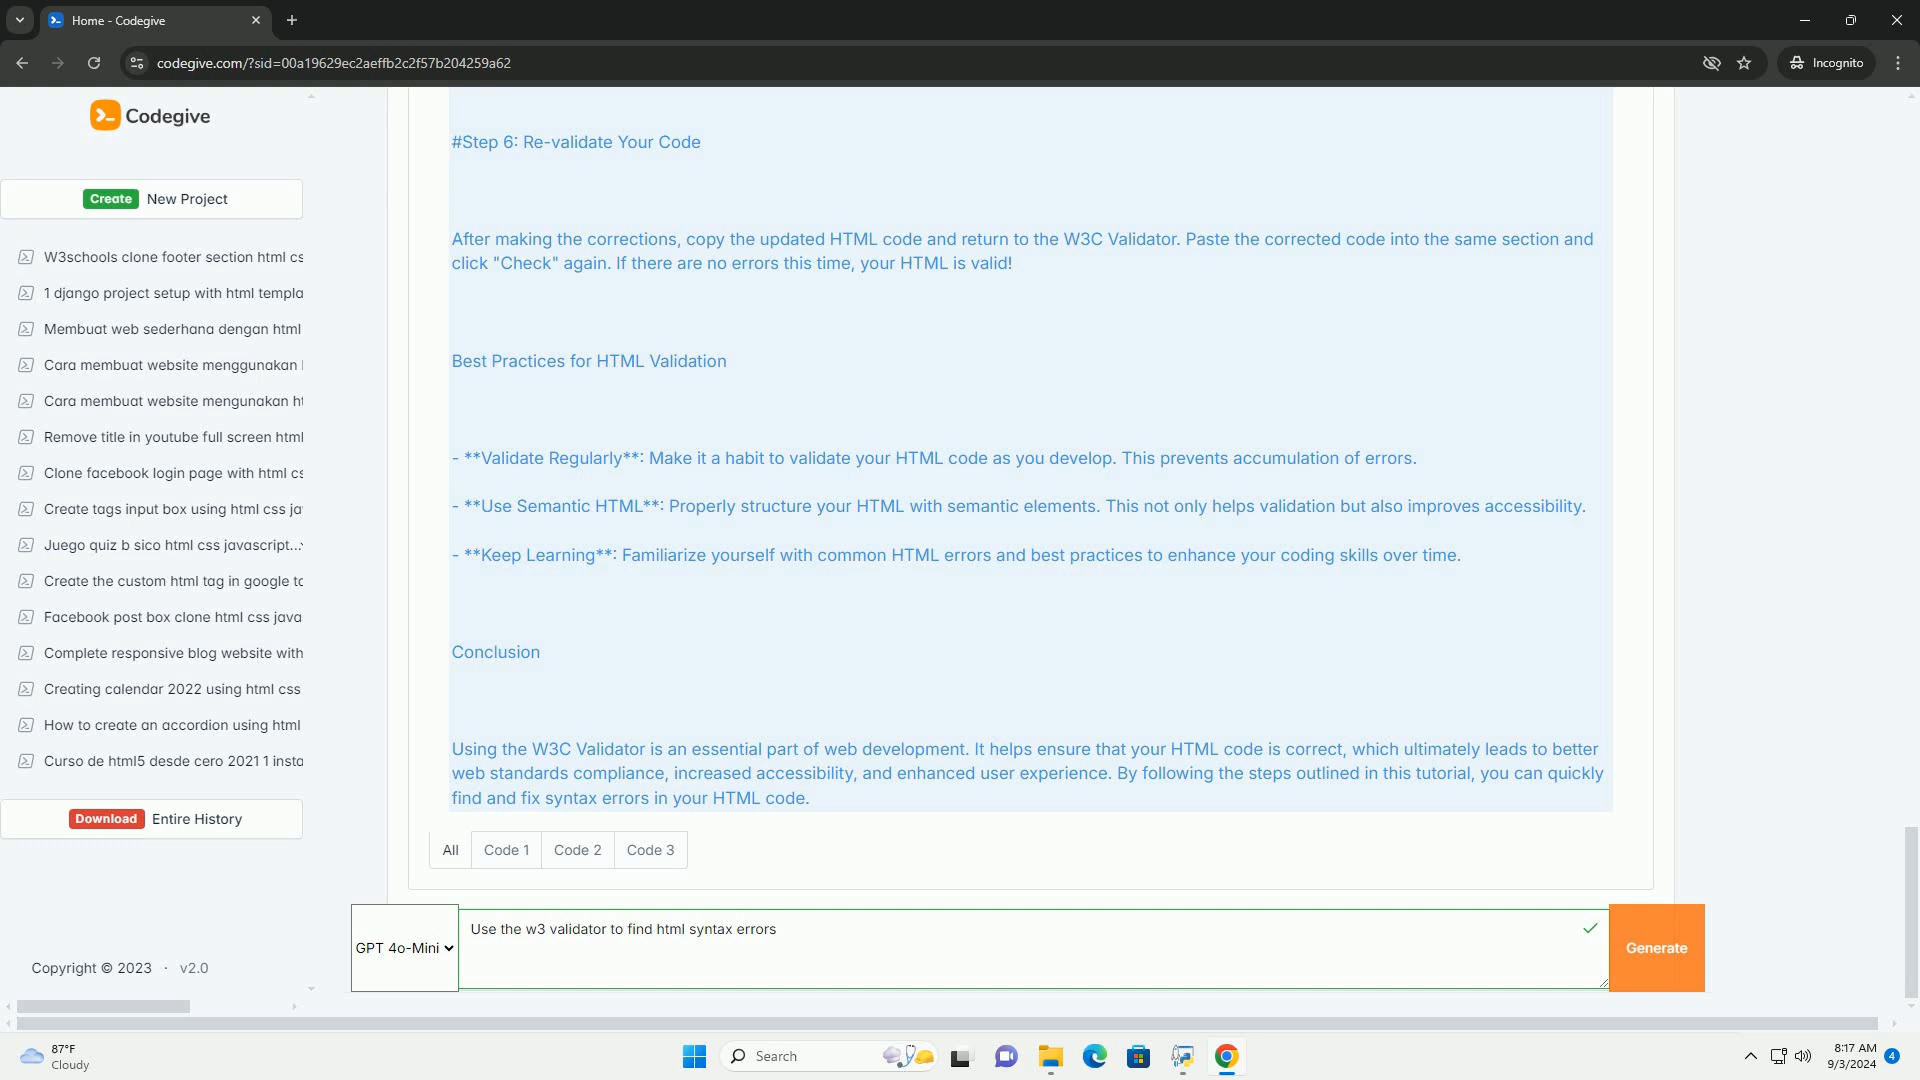 Home - Codegive
codegive.com/?sid=00a19629ec2aeffb2c2f57b204259a62
Incognito
Codegive
Create New Project
W3schools clone footer section html cs
1 django project setup with html templa
Membuat web sederhana dengan html
Cara membuat website menggunakan
Cara membuat website mengunakan ht
Remove title in youtube full screen html
Clone facebook login page with html cs
Create tags input box using html css ja
Juego quiz b sico html css javascript...
Create the custom html tag in google ta
Facebook post box clone html css java
Complete responsive blog website with
Creating calendar 2022 using html css
How to create an accordion using html
Curso de html5 desde cero 2021 1 insta
Download Entire History
Copyright © 2023 · v2.0
#Step 6: Re-validate Your Code
After making the corrections, copy the updated HTML code and return to the W3C Validator. Paste the corrected code into the same section and
click "Check" again. If there are no errors this time, your HTML is valid!
Best Practices for HTML Validation
- **Validate Regularly**: Make it a habit to validate your HTML code as you develop. This prevents accumulation of errors.
- **Use Semantic HTML**: Properly structure your HTML with semantic elements. This not only helps validation but also improves accessibility.
- **Keep Learning**: Familiarize yourself with common HTML errors and best practices to enhance your coding skills over time.
Conclusion
Using the W3C Validator is an essential part of web development. It helps ensure that your HTML code is correct, which ultimately leads to better
web standards compliance, increased accessibility, and enhanced user experience. By following the steps outlined in this tutorial, you can quickly
find and fix syntax errors in your HTML code.
All Code 1 Code 2 Code 3
GPT 4o-Mini
Use the w3 validator to find html syntax errors
Generate
87°F
Cloudy
Search
8:17 AM
9/3/2024
4